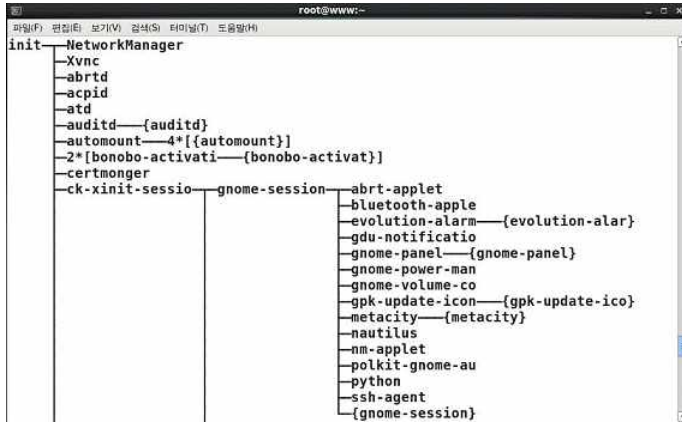 root@www:~
파일(F) 편집(E) 보기(V) 검색(S) 터미널(T) 도움말(H)
init─┬─NetworkManager
     ├─Xvnc
     ├─abrtd
     ├─acpid
     ├─atd
     ├─auditd───{auditd}
     ├─automount───4*[{automount}]
     ├─2*[bonobo-activati───{bonobo-activat}]
     ├─certmonger
     ├─ck-xinit-sessio─┬─gnome-session─┬─abrt-applet
     │                 │               ├─bluetooth-apple
     │                 │               ├─evolution-alarm───{evolution-alar}
     │                 │               ├─gdu-notificatio
     │                 │               ├─gnome-panel───{gnome-panel}
     │                 │               ├─gnome-power-man
     │                 │               ├─gnome-volume-co
     │                 │               ├─gpk-update-icon───{gpk-update-ico}
     │                 │               ├─metacity───{metacity}
     │                 │               ├─nautilus
     │                 │               ├─nm-applet
     │                 │               ├─polkit-gnome-au
     │                 │               ├─python
     │                 │               ├─ssh-agent
     │                 │               └─{gnome-session}